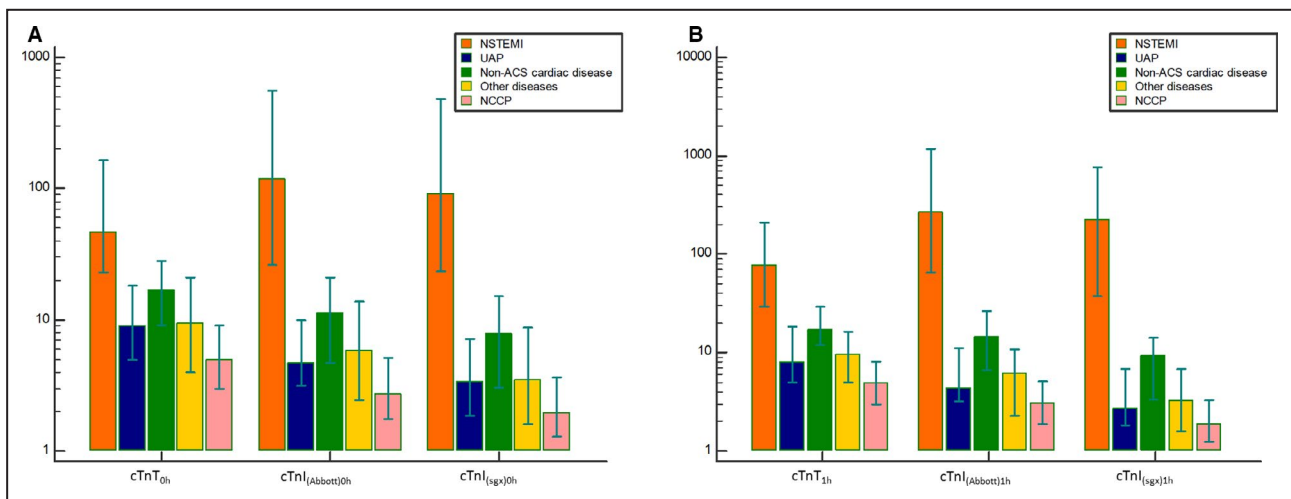 A
1000
100
10
1
NSTEMI
UAP
Non-ACS cardiac disease
Other diseases
NCCP
cTnT0h
cTnI(Abbott)0h
cTnI(sgx)0h
B
10000
1000
100
10
1
NSTEMI
UAP
Non-ACS cardiac disease
Other diseases
NCCP
cTnT1h
cTnI(Abbott)1h
cTnI(sgx)1h